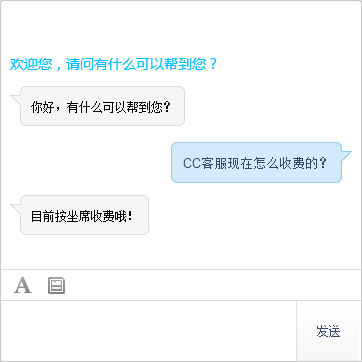 欢迎您，请问有什么可以帮到您？
你好，有什么可以帮到您？
CC客服现在怎么收费的？
目前按坐席收费哦！
A
发送